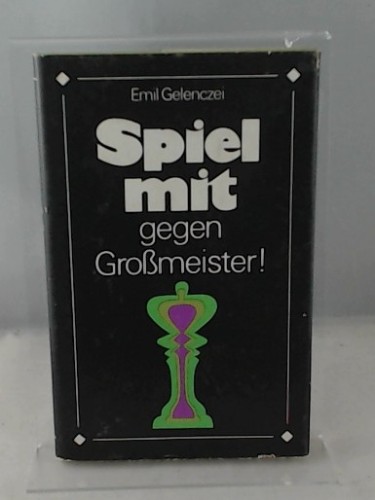 Emil Gelenczei
Spiel
mit
gegen
Großmeister!